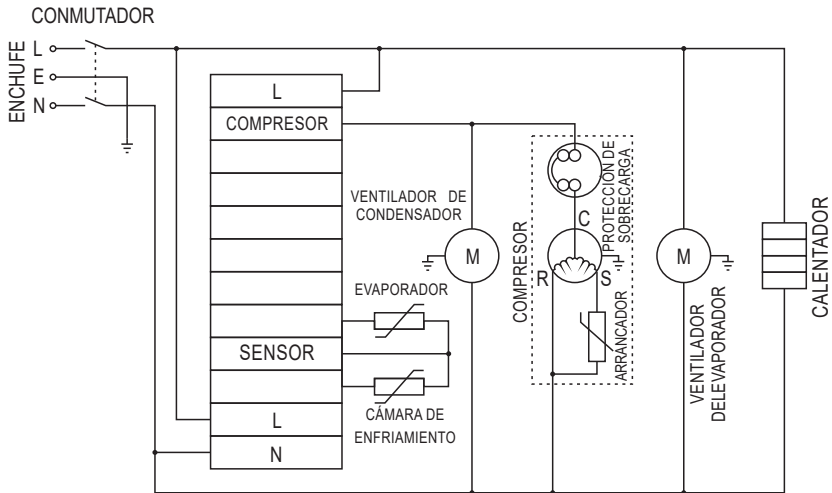 CONMUTADOR
ENCHUFE
L
E
N
L
COMPRESOR
SENSOR
L
N
VENTILADOR DE
CONDENSADOR
EVAPORADOR
CÁMARA DE
ENFRIAMIENTO
M
COMPRESOR
PROTECCIÓN DE
SOBRECARGA
C
R
S
ARRANCADOR
M
VENTILADOR
DELEVAPORADOR
CALENTADOR